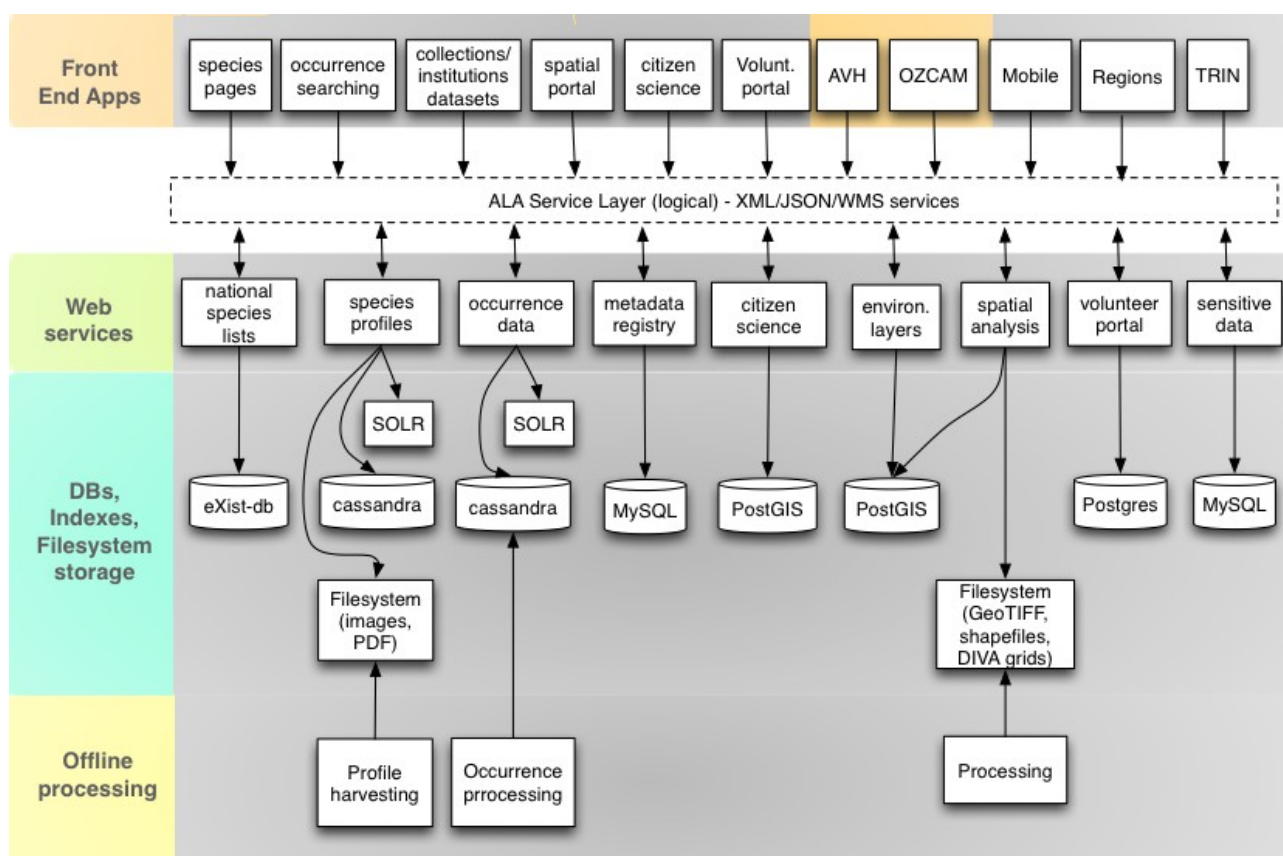 Front
End Apps
species
pages
occurrence
searching
collections/
institutions
datasets
spatial
portal
citizen
science
Volunt.
portal
AVH
OZCAM
Mobile
Regions
TRIN
ALA Service Layer (logical) - XML/JSON/WMS services
Web
services
national
species
lists
species
profiles
occurrence
data
metadata
registry
citizen
science
environ.
layers
spatial
analysis
volunteer
portal
sensitive
data
DBs,
Indexes,
Filesystem
storage
SOLR
SOLR
eXist-db
cassandra
cassandra
MySQL
PostGIS
PostGIS
Postgres
MySQL
Filesystem
(images,
PDF)
Filesystem
(GeoTIFF,
shapefiles,
DIVA grids)
Offline
processing
Profile
harvesting
Occurrence
prrocessing
Processing